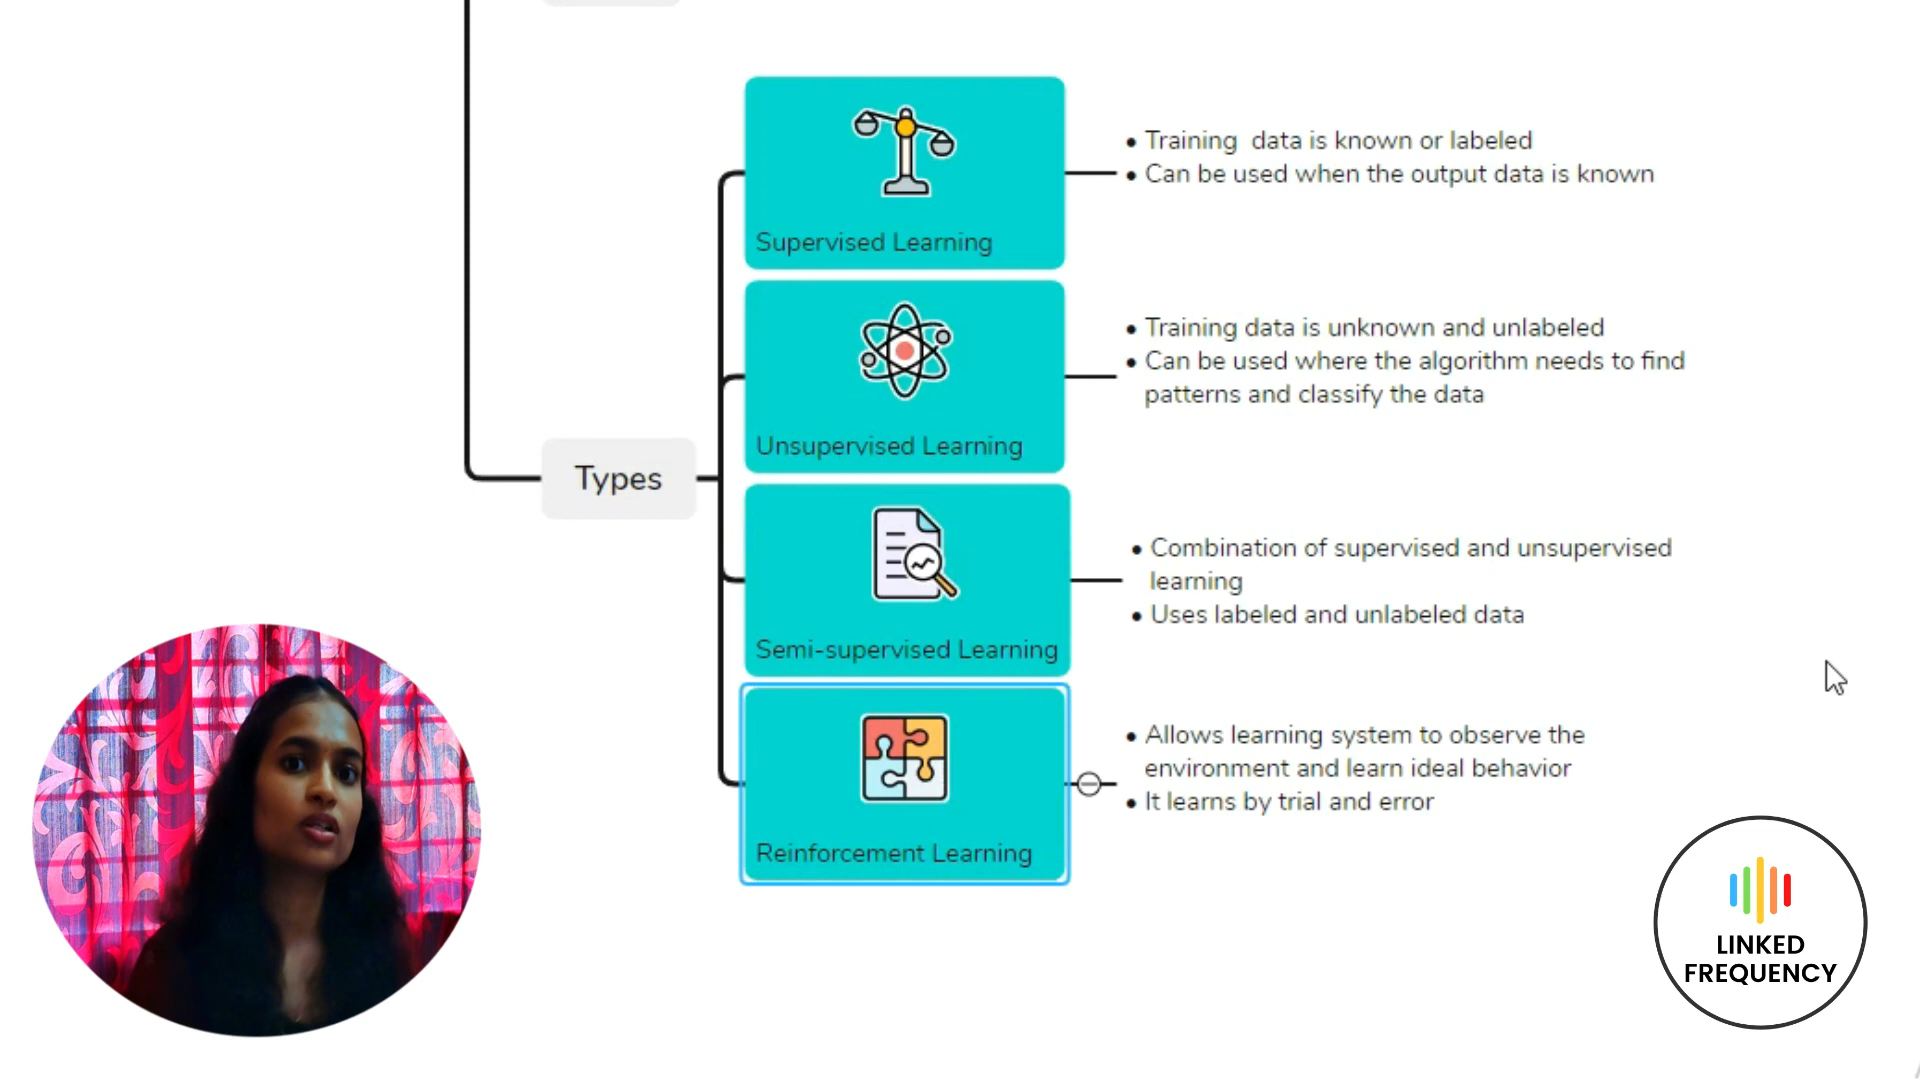 Types
Supervised Learning
• Training data is known or labeled
• Can be used when the output data is known
Unsupervised Learning
• Training data is unknown and unlabeled
• Can be used where the algorithm needs to find
patterns and classify the data
Semi-supervised Learning
• Combination of supervised and unsupervised
learning
• Uses labeled and unlabeled data
Reinforcement Learning
• Allows learning system to observe the
environment and learn ideal behavior
• It learns by trial and error
LINKED
FREQUENCY